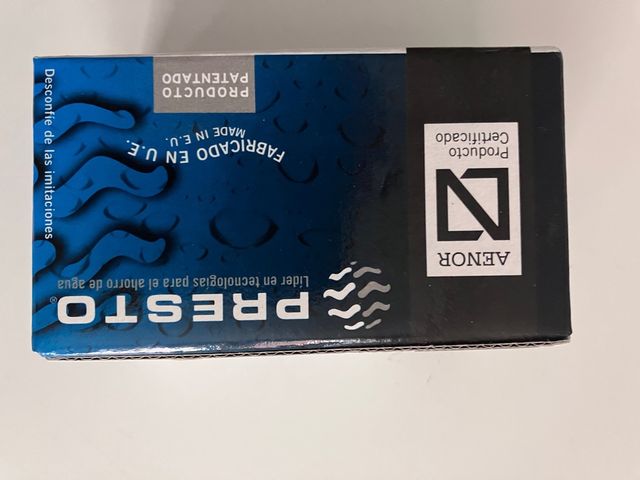 AENOR
Producto
Certificado
PRESTO®
Líder en tecnologías para el ahorro de agua
FABRICADO EN U.E.
MADE IN E.U.
PRODUCTO
PATENTADO
Desconfie de las imitaciones